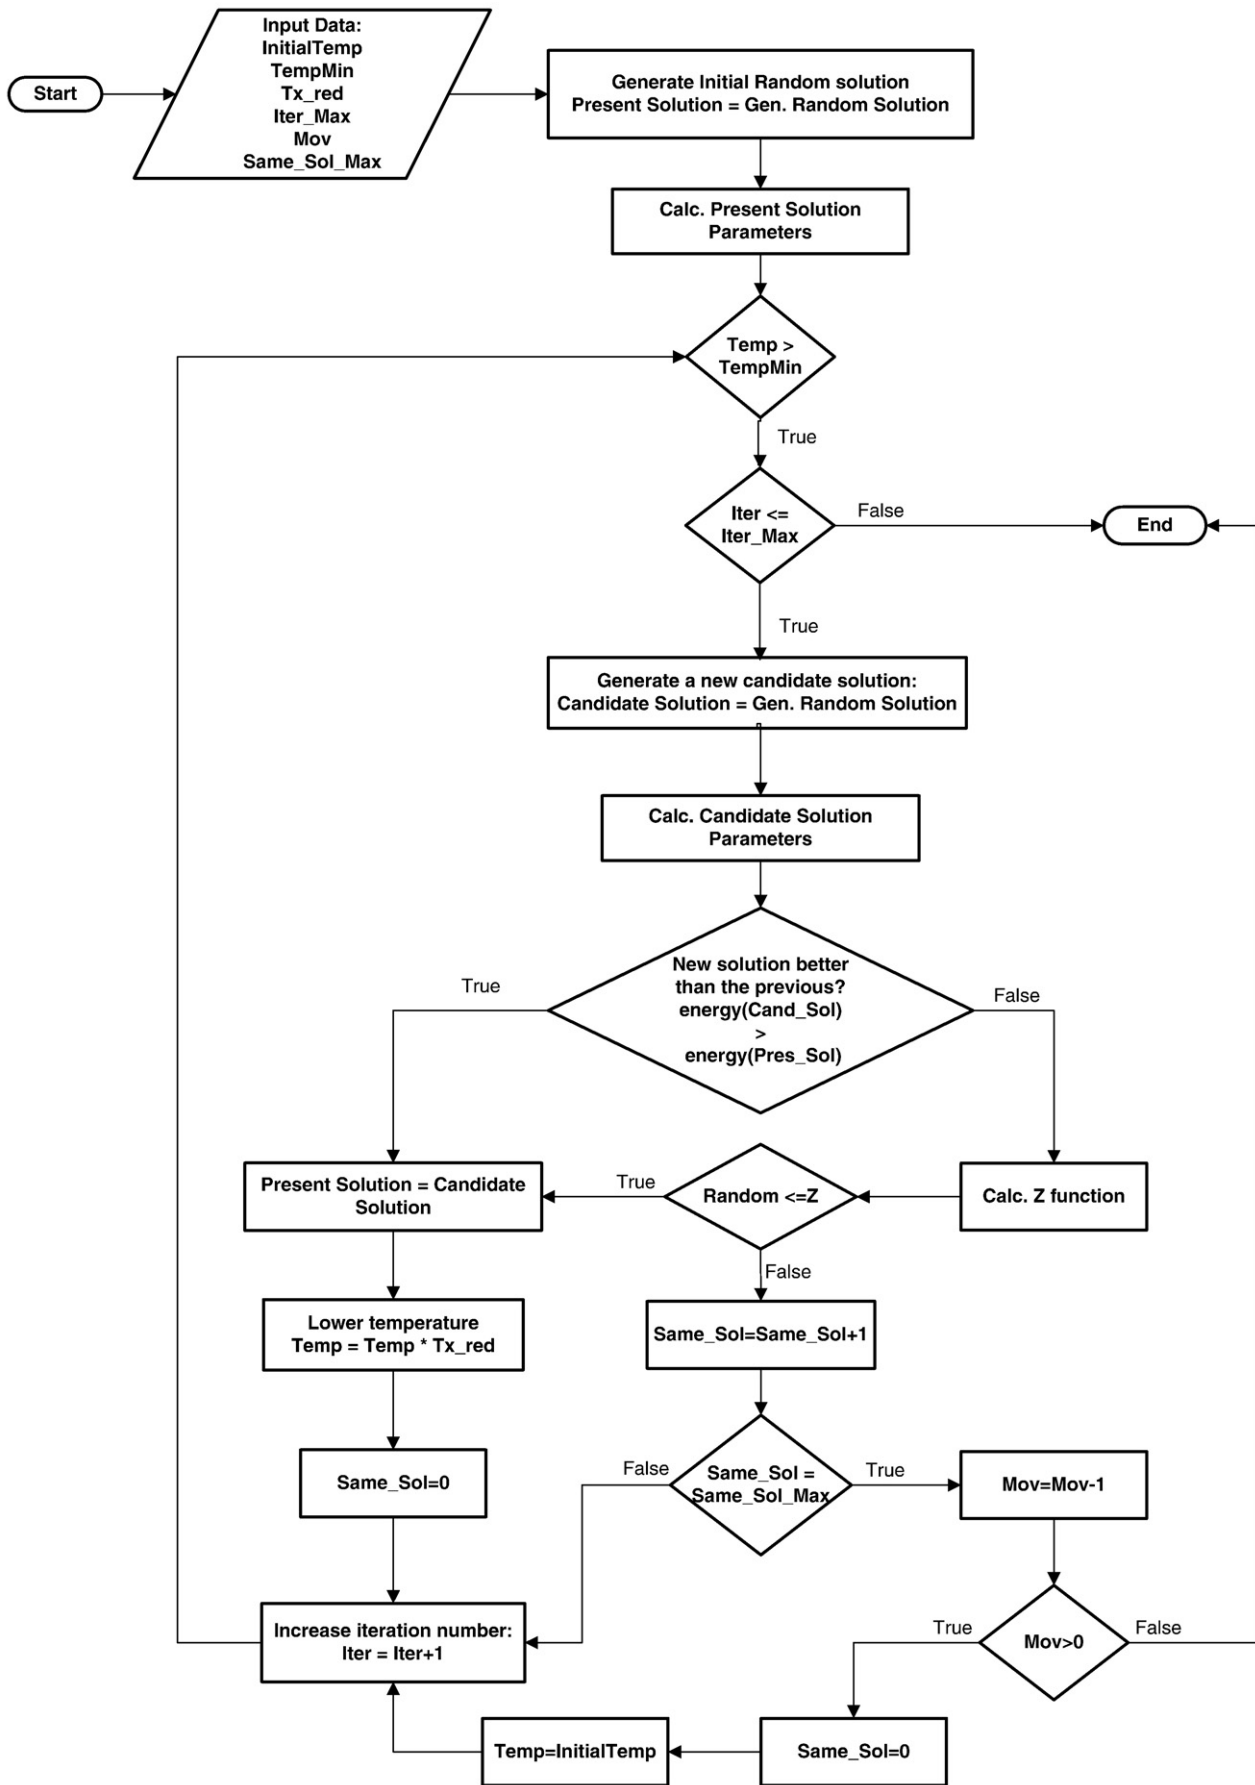 Start
Input Data:
InitialTemp
TempMin
Tx_red
Iter_Max
Mov
Same_Sol_Max
Generate Initial Random solution
Present Solution = Gen. Random Solution
Calc. Present Solution
Parameters
Temp >
TempMin
True
Iter <=
Iter_Max
False
End
True
Generate a new candidate solution:
Candidate Solution = Gen. Random Solution
Calc. Candidate Solution
Parameters
New solution better
than the previous?
energy(Cand_Sol)
>
energy(Pres_Sol)
True
False
Present Solution = Candidate
Solution
True
Random <=Z
Calc. Z function
False
Lower temperature
Temp = Temp * Tx_red
Same_Sol=Same_Sol+1
Same_Sol=0
False
Same_Sol =
Same_Sol_Max
True
Mov=Mov-1
Increase iteration number:
Iter = Iter+1
True
Mov>0
False
Temp=InitialTemp
Same_Sol=0